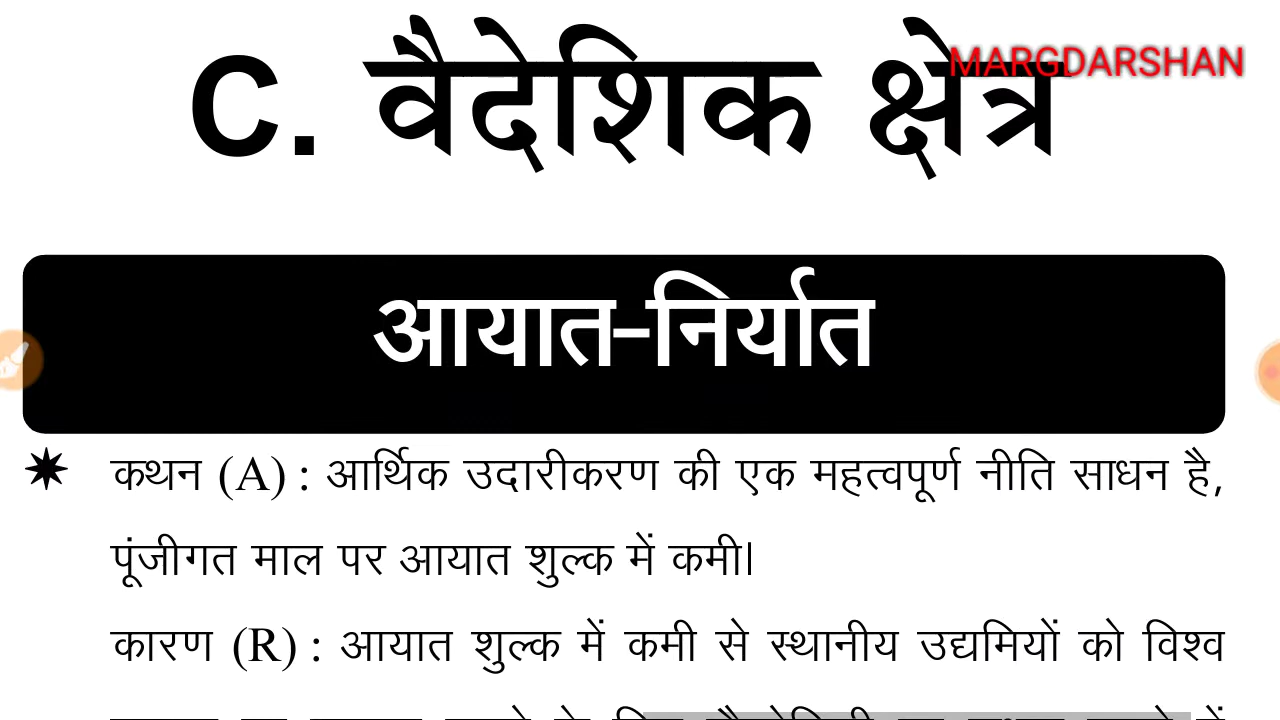 C. वैदेशिक क्षेत्र
MARGDARSHAN
आयात–निर्यात
✷ कथन (A) : आर्थिक उदारीकरण की एक महत्वपूर्ण नीति साधन है,
पूंजीगत माल पर आयात शुल्क में कमी।
कारण (R) : आयात शुल्क में कमी से स्थानीय उद्यमियों को विश्व